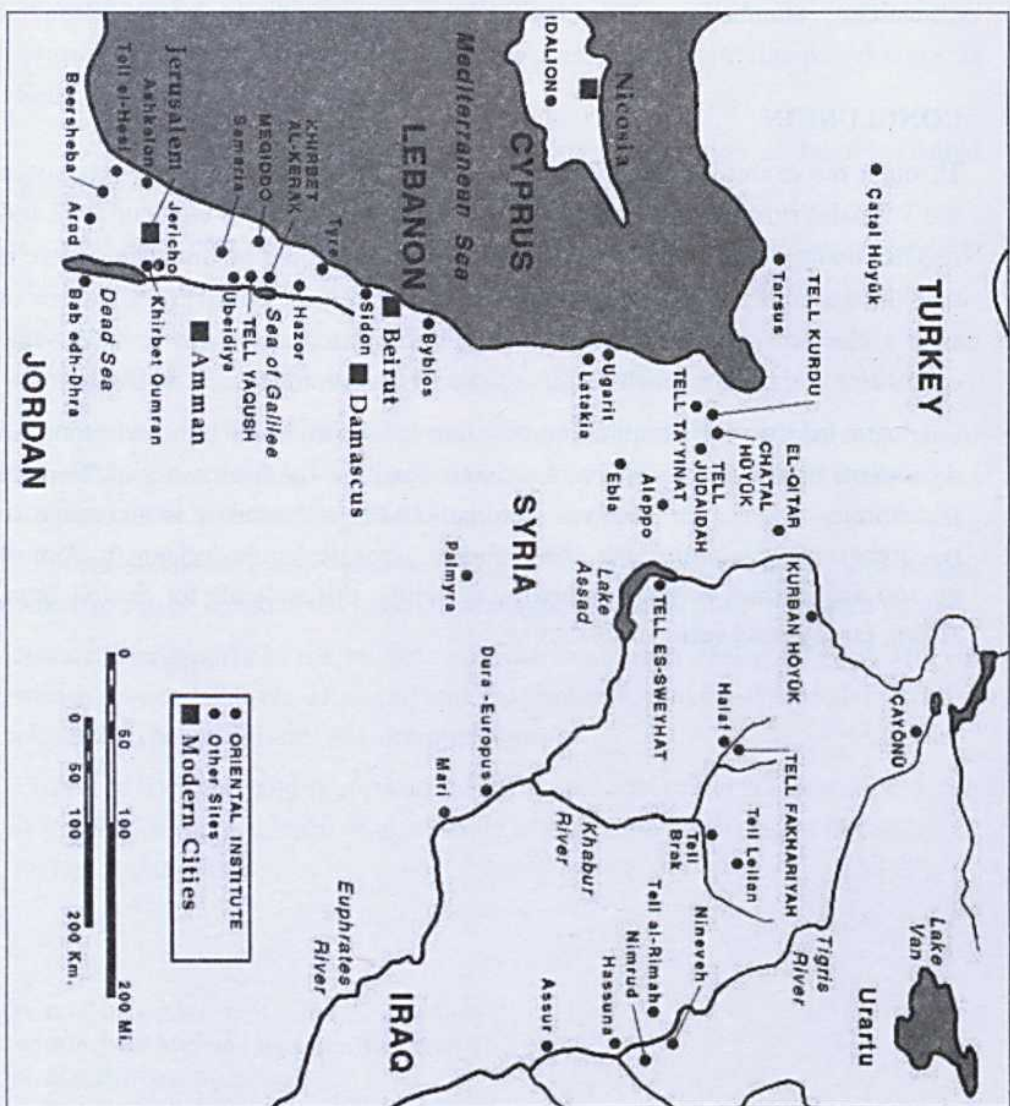 TURKEY
Çatal Hüyük
Tarsus
TELL KURDU
EL-QITAR
CHATAL
HÜYÜK
TELL
JUDAIDAH
TELL TAYINAT
KURBAN HÖYÜK
ÇAYÖNÜ
Lake
Van
Urartu
Halaf
TELL FAKHARIYAH
Tell Leilan
Tell
Brak
Khabur
River
Tigris
River
Nineveh
Tell al-Rimah
Nimrud
Hassuna
Assur
IRAQ
Euphrates
River
Aleppo
TELL ES-SWEYHAT
Lake
Assad
SYRIA
Ebla
Ugarit
Latakia
Palmyra
Dura-Europus
Mari
Nicosia
IDALION
CYPRUS
Mediterranean Sea
LEBANON
Byblos
Beirut
Sidon
Damascus
Tyre
KHIRBET
AL-KERAK
MEGIDDO
Samaria
Hazor
Sea of Galilee
TELL YAQUSH
Ubeidiya
Amman
Jerusalem
Ashkalon
Tell el-Hesi
Jericho
Khirbet Qumran
Beersheba
Arad
Dead Sea
Bab edh-Dhra
JORDAN
ORIENTAL INSTITUTE
Other Sites
Modern Cities
0 50 100 200 Mi.
0 50 100 200 Km.